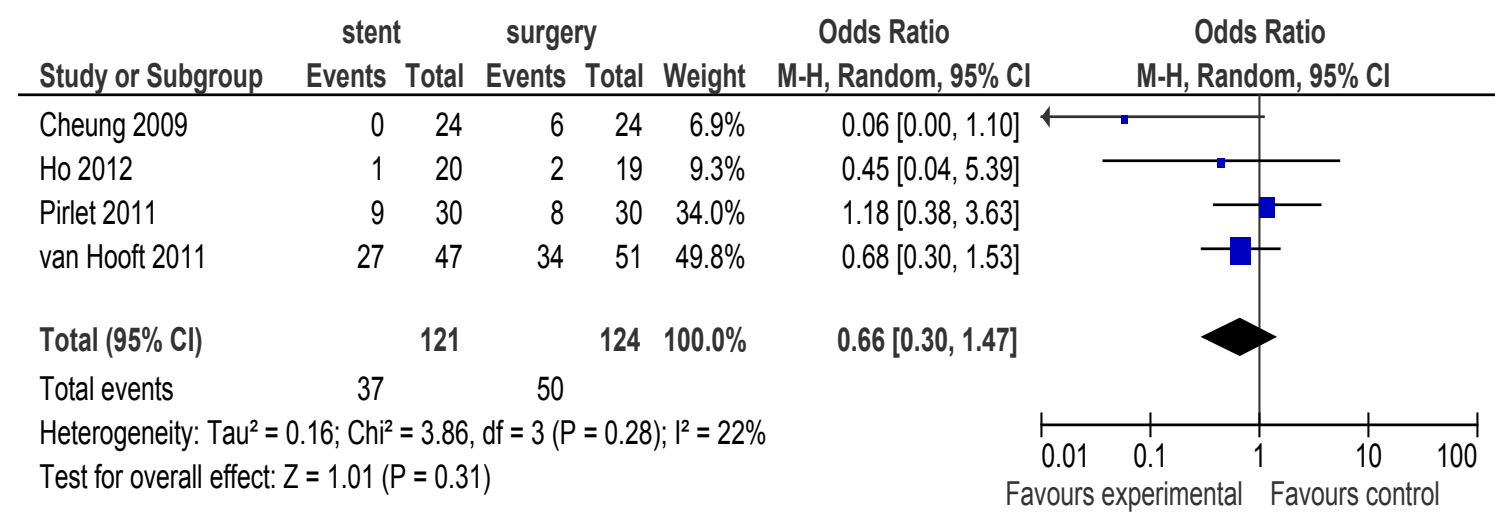 stent surgery Odds Ratio Odds Ratio
Study or Subgroup Events Total Events Total Weight M-H, Random, 95% CI M-H, Random, 95% CI
Cheung 2009 0 24 6 24 6.9% 0.06 [0.00, 1.10]
Ho 2012 1 20 2 19 9.3% 0.45 [0.04, 5.39]
Pirlet 2011 9 30 8 30 34.0% 1.18 [0.38, 3.63]
van Hooft 2011 27 47 34 51 49.8% 0.68 [0.30, 1.53]
Total (95% CI) 121 124 100.0% 0.66 [0.30, 1.47]
Total events 37 50
Heterogeneity: Tau² = 0.16; Chi² = 3.86, df = 3 (P = 0.28); I² = 22%
Test for overall effect: Z = 1.01 (P = 0.31)
0.01 0.1 1 10 100
Favours experimental Favours control